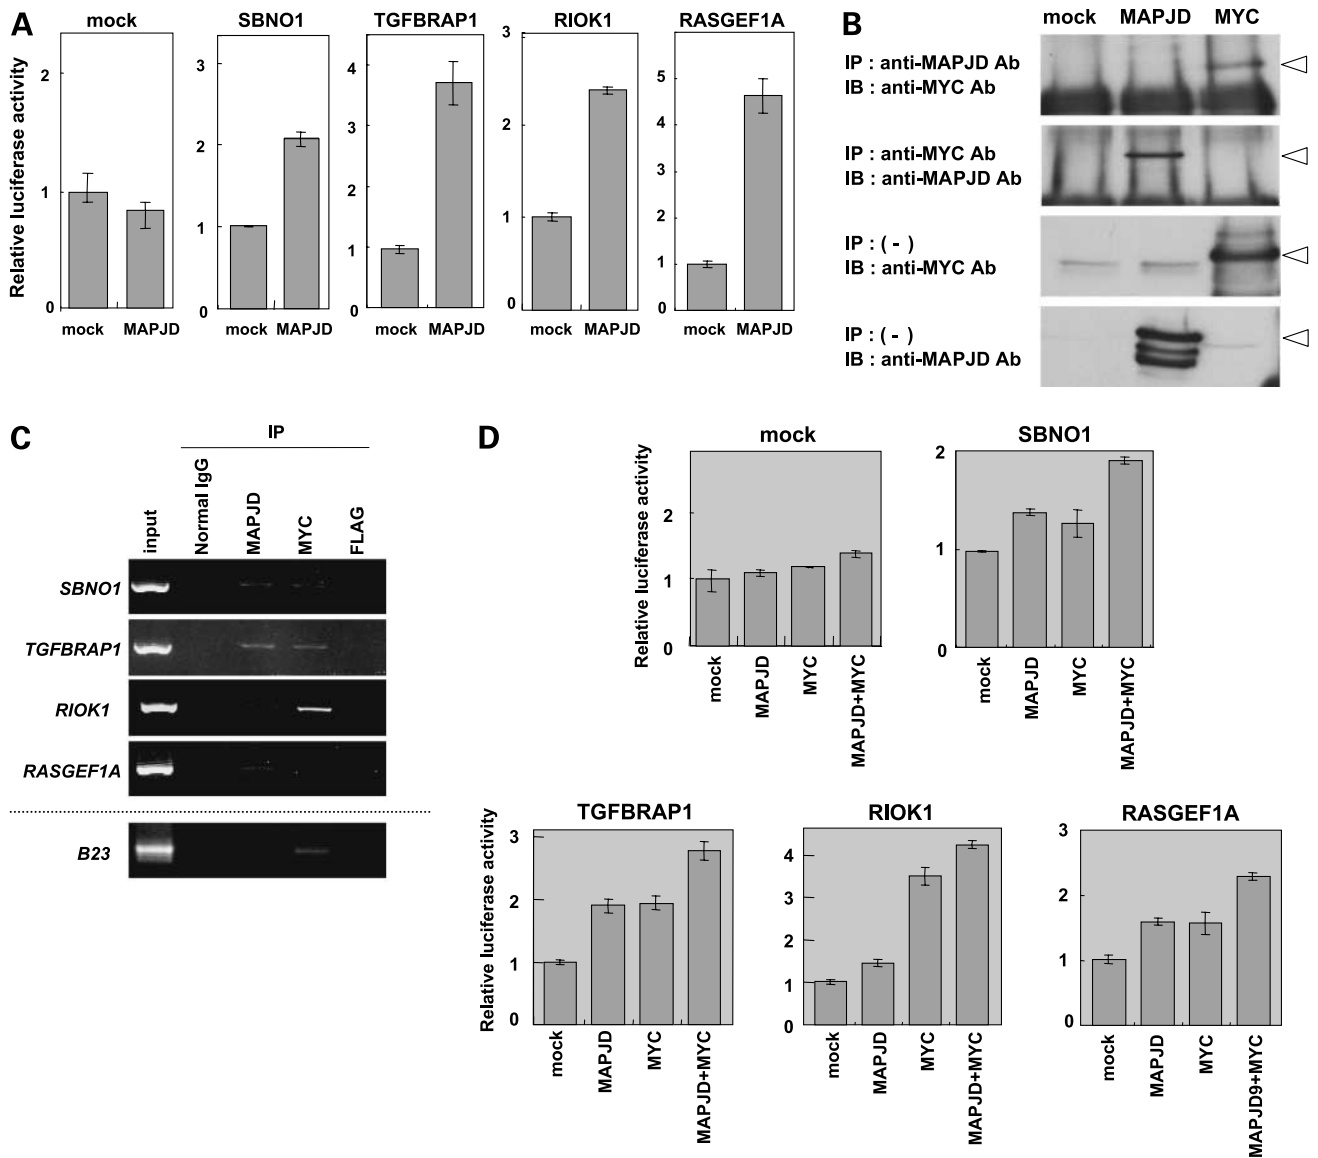 A
mock
Relative luciferase activity
2
1
0
mock MAPJD
SBNO1
3
2
1
0
mock MAPJD
TGFBRAP1
4
3
2
1
0
mock MAPJD
RIOK1
3
2
1
0
mock MAPJD
RASGEF1A
5
4
3
2
1
0
mock MAPJD
B
mock MAPJD MYC
IP : anti-MAPJD Ab
IB : anti-MYC Ab
IP : anti-MYC Ab
IB : anti-MAPJD Ab
IP : ( - )
IB : anti-MYC Ab
IP : ( - )
IB : anti-MAPJD Ab
C
IP
input
Normal IgG
MAPJD
MYC
FLAG
SBNO1
TGFBRAP1
RIOK1
RASGEF1A
B23
D
mock
Relative luciferase activity
2
1
0
mock
MAPJD
MYC
MAPJD+MYC
SBNO1
2
1
0
mock
MAPJD
MYC
MAPJD+MYC
TGFBRAP1
Relative luciferase activity
3
2
1
0
mock
MAPJD
MYC
MAPJD+MYC
RIOK1
4
3
2
1
0
mock
MAPJD
MYC
MAPJD+MYC
RASGEF1A
3
2
1
0
mock
MAPJD
MYC
MAPJD9+MYC